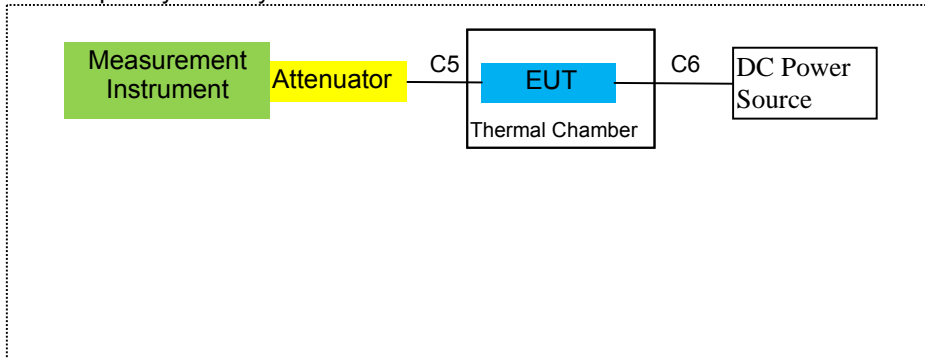 Measurement
Instrument
Attenuator
C5
EUT
Thermal Chamber
C6
DC Power
Source